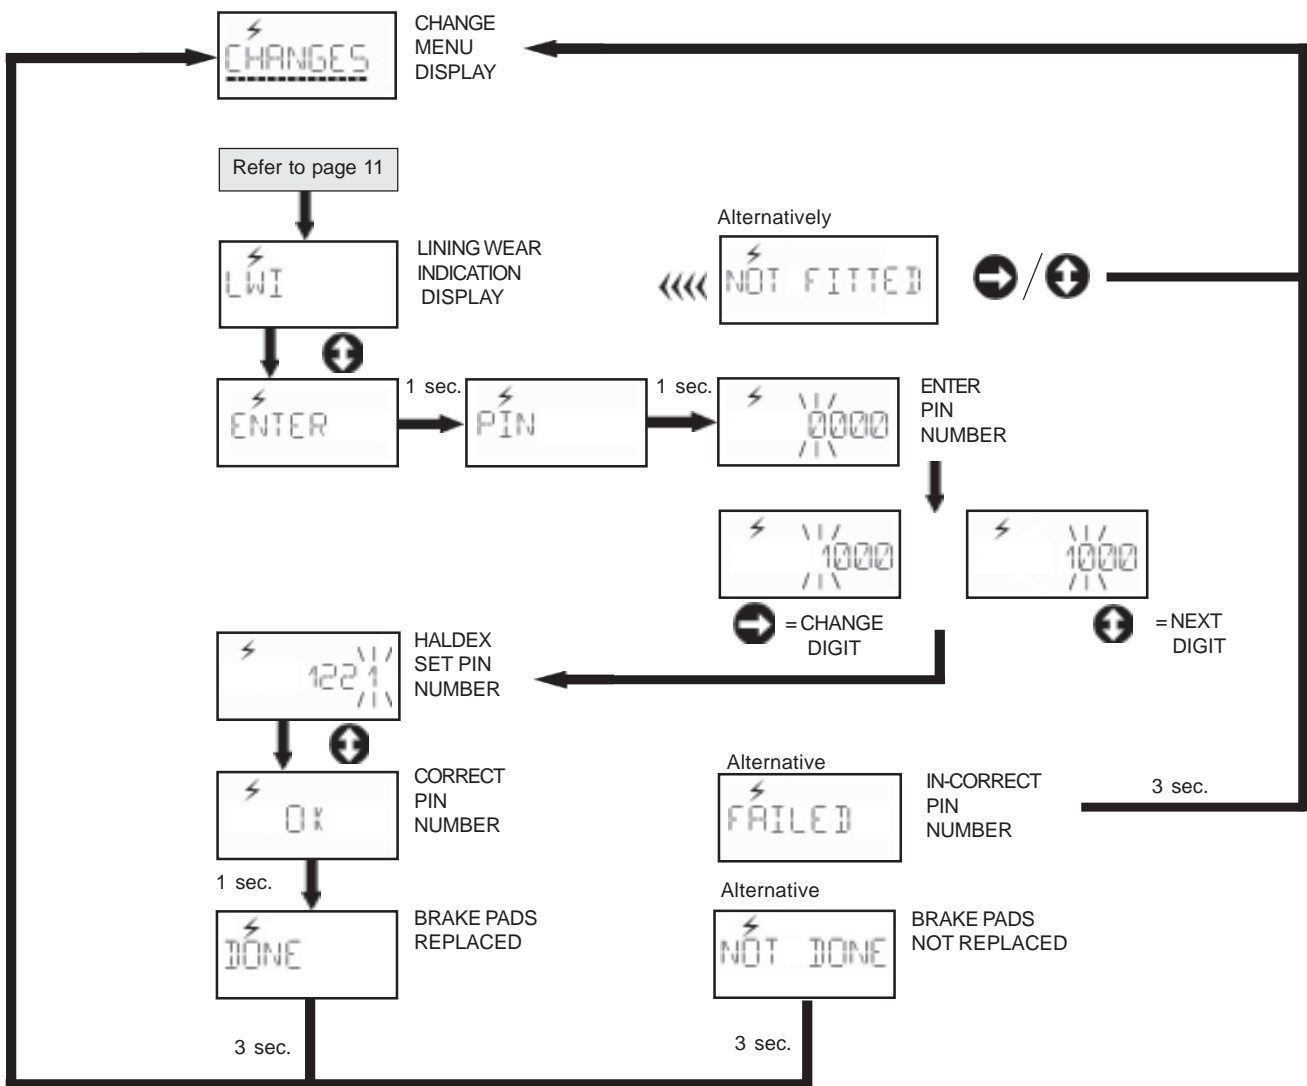 CHANGES
CHANGE
MENU
DISPLAY
Refer to page 11
LWI
LINING WEAR
INDICATION
DISPLAY
Alternatively
NOT FITTED
/
ENTER
1 sec.
PIN
1 sec.
0000
ENTER
PIN
NUMBER
1000
= CHANGE
DIGIT
1000
= NEXT
DIGIT
1221
HALDEX
SET PIN
NUMBER
OK
CORRECT
PIN
NUMBER
Alternative
FAILED
IN-CORRECT
PIN
NUMBER
3 sec.
1 sec.
DONE
BRAKE PADS
REPLACED
Alternative
NOT DONE
BRAKE PADS
NOT REPLACED
3 sec.
3 sec.